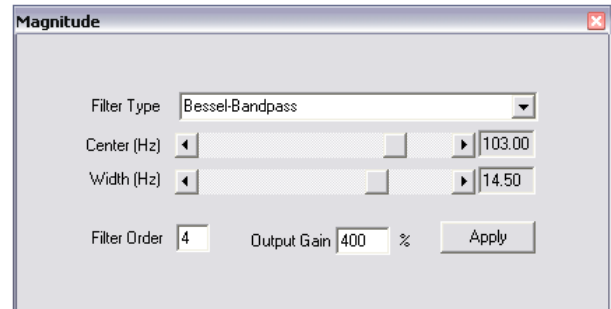 Magnitude
Filter Type Bessel-Bandpass
Center (Hz) 103.00
Width (Hz) 14.50
Filter Order 4 Output Gain 400 % Apply